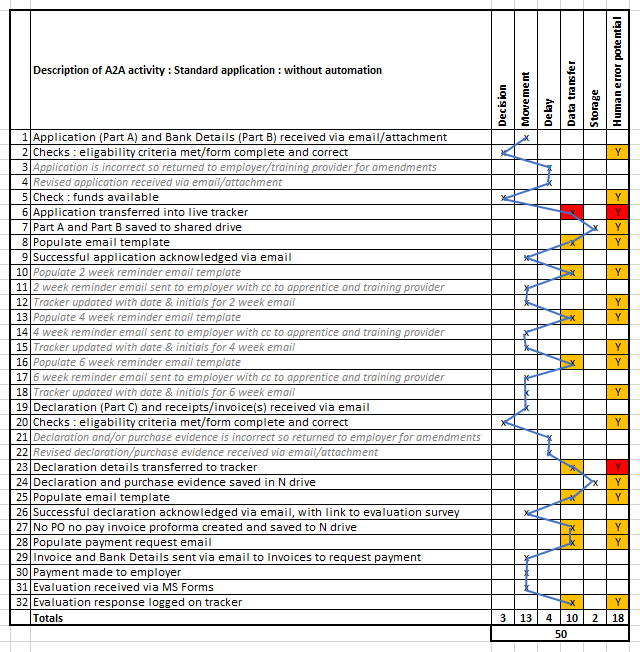 Description of A2A activity : Standard application : without automation
Decision
Movement
Delay
Data transfer
Storage
Human error potential
1 Application (Part A) and Bank Details (Part B) received via email/attachment x
2 Checks : eligability criteria met/form complete and correct x Y
3 Application is incorrect so returned to employer/training provider for amendments x
4 Revised application received via email/attachment x
5 Check : funds available x Y
6 Application transferred into live tracker x Y
7 Part A and Part B saved to shared drive x Y
8 Populate email template x Y
9 Successful application acknowledged via email x
10 Populate 2 week reminder email template x Y
11 2 week reminder email sent to employer with cc to apprentice and training provider x
12 Tracker updated with date & initials for 2 week email x Y
13 Populate 4 week reminder email template x Y
14 4 week reminder email sent to employer with cc to apprentice and training provider x
15 Tracker updated with date & initials for 4 week email x Y
16 Populate 6 week reminder email template x Y
17 6 week reminder email sent to employer with cc to apprentice and training provider x
18 Tracker updated with date & initials for 6 week email x Y
19 Declaration (Part C) and receipts/invoice(s) received via email x
20 Checks : eligability criteria met/form complete and correct x Y
21 Declaration and/or purchase evidence is incorrect so returned to employer for amendments x
22 Revised declaration/purchase evidence received via email/attachment x
23 Declaration details transferred to tracker x Y
24 Declaration and purchase evidence saved in N drive x Y
25 Populate email template x Y
26 Successful declaration acknowledged via email, with link to evaluation survey x
27 No PO no pay invoice proforma created and saved to N drive x Y
28 Populate payment request email x Y
29 Invoice and Bank Details sent via email to Invoices to request payment x
30 Payment made to employer x
31 Evaluation received via MS Forms x
32 Evaluation response logged on tracker x Y
Totals 3 13 4 10 2 18
50